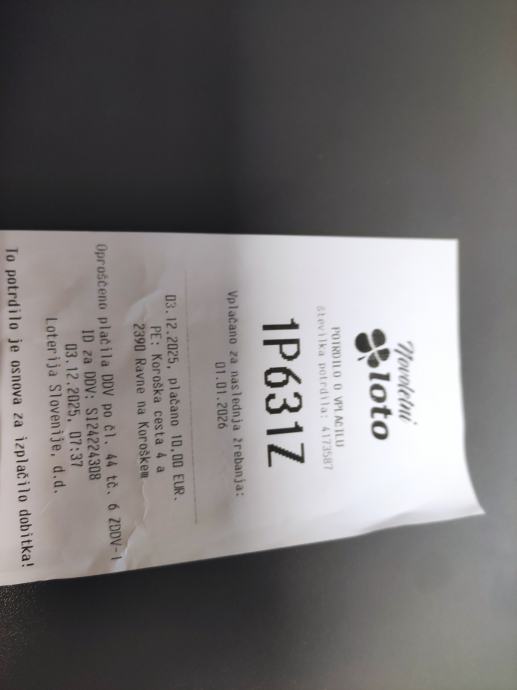 Novoletni
loto
POTRDILO O VPLAČILU
številka potrdila: 4173587
1P631Z
Vplačano za naslednja žrebanja:
01.01.2026
03.12.2025, plačano 10,00 EUR.
PE: Koroška cesta 4 a
2390 Ravne na Koroškem
Oproščeno plačila DDV po čl. 44 tč. 6 ZDDV-1
ID za DDV: SI24224308
03.12.2025, 07:37
Loterija Slovenije, d.d.
To potrdilo je osnova za izplačilo dobitka!